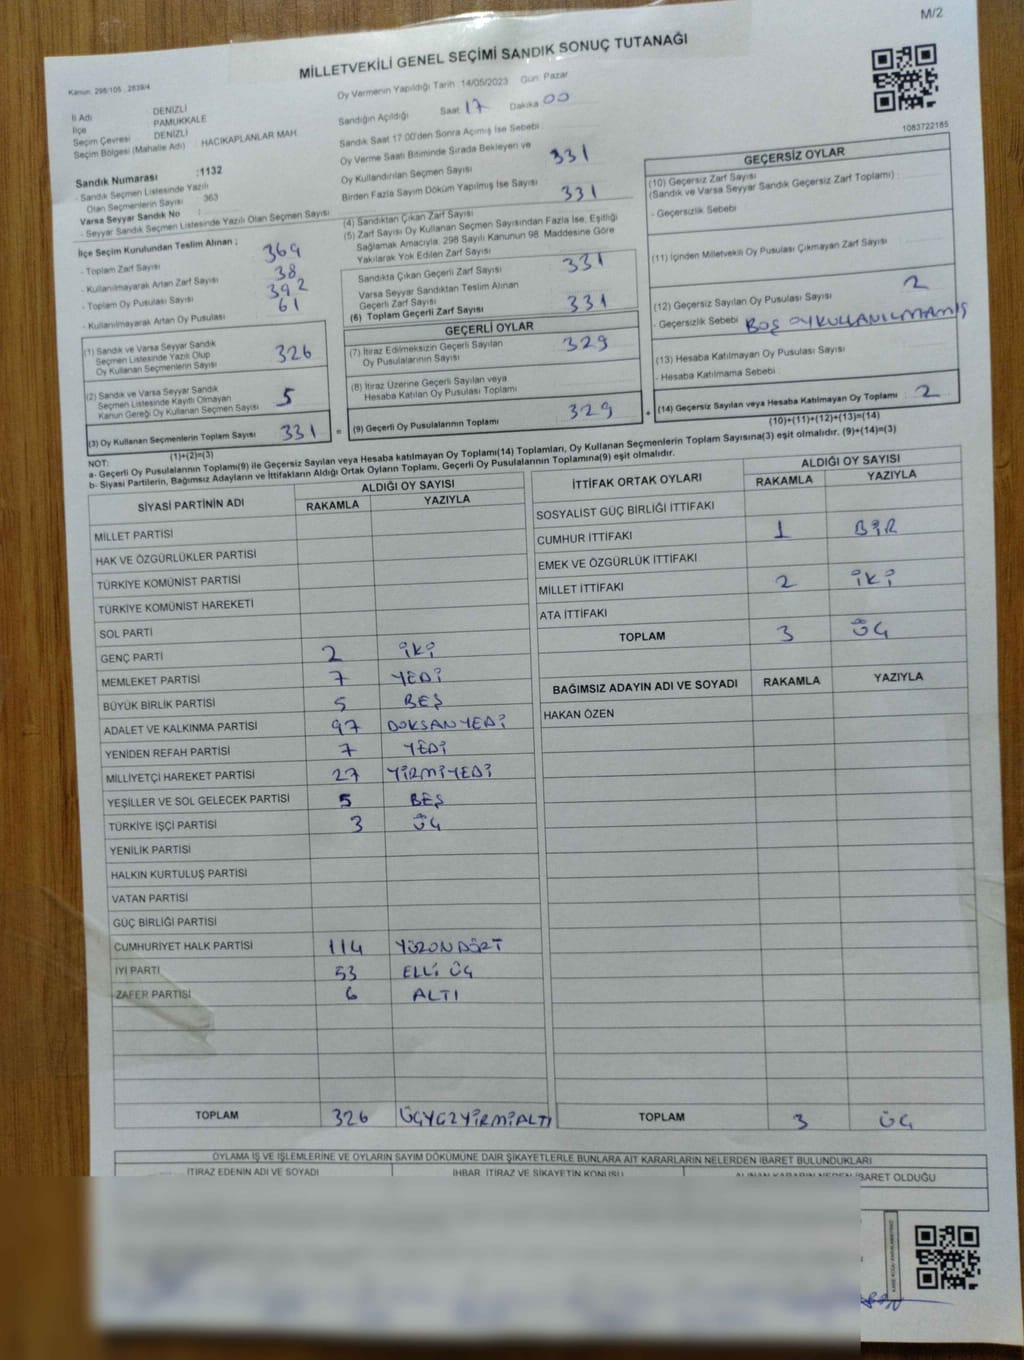 M/2
MİLLETVEKİLİ GENEL SEÇİMİ SANDIK SONUÇ TUTANAĞI
Kanun: 298/105 , 2839/4
Oy Vermenin Yapıldığı Tarih :14/05/2023 Gün: Pazar
İl Adı DENİZLİ
İlçe PAMUKKALE
Seçim Çevresi DENİZLİ
Seçim Bölgesi (Mahalle Adı) HACIKAPLANLAR MAH
Sandığın Açıldığı Saat 17 Dakika 00
Sandık Saat 17:00'den Sonra Açılmış İse Sebebi :
Sandık Numarası :1132
- Sandık Seçmen Listesinde Yazılı
Olan Seçmenlerin Sayısı : 363
Varsa Seyyar Sandık No :
- Seyyar Sandık Seçmen Listesinde Yazılı Olan Seçmen Sayısı
Oy Verme Saati Bitiminde Sırada Bekleyen ve
Oy Kullandırılan Seçmen Sayısı 331
Birden Fazla Sayım Döküm Yapılmış İse Sayısı
(4) Sandıktan Çıkan Zarf Sayısı 331
(5) Zarf Sayısı Oy Kullanan Seçmen Sayısından Fazla İse, Eşitliği
Sağlamak Amacıyla, 298 Sayılı Kanunun 98. Maddesine Göre
Yakılarak Yok Edilen Zarf Sayısı
İlçe Seçim Kurulundan Teslim Alınan ;
- Toplam Zarf Sayısı 369
- Kullanılmayarak Artan Zarf Sayısı 38
- Toplam Oy Pusulası Sayısı 392
- Kullanılmayarak Artan Oy Pusulası 61
Sandıkta Çıkan Geçerli Zarf Sayısı 331
Varsa Seyyar Sandıktan Teslim Alınan
Geçerli Zarf Sayısı
(6) Toplam Geçerli Zarf Sayısı 331
(1) Sandık ve Varsa Seyyar Sandık
Seçmen Listesinde Yazılı Olup
Oy Kullanan Seçmenlerin Sayısı 326
(2) Sandık ve Varsa Seyyar Sandık
Seçmen Listesinde Kayıtlı Olmayan
Kanun Gereği Oy Kullanan Seçmen Sayısı 5
(3) Oy Kullanan Seçmenlerin Toplam Sayısı 331 =
(1)+(2)=(3)
GEÇERLİ OYLAR
(7) İtiraz Edilmeksizin Geçerli Sayılan
Oy Pusulalarının Sayısı 329
(8) İtiraz Üzerine Geçerli Sayılan veya
Hesaba Katılan Oy Pusulası Toplamı
(9) Geçerli Oy Pusulalarının Toplamı 329 +
1083722185
GEÇERSİZ OYLAR
(10) Geçersiz Zarf Sayısı
(Sandık ve Varsa Seyyar Sandık Geçersiz Zarf Toplamı) :
- Geçersizlik Sebebi
(11) İçinden Milletvekili Oy Pusulası Çıkmayan Zarf Sayısı
(12) Geçersiz Sayılan Oy Pusulası Sayısı 2
- Geçersizlik Sebebi BOŞ OY KULLANILMAMIŞ
(13) Hesaba Katılmayan Oy Pusulası Sayısı
- Hesaba Katılmama Sebebi :
(14) Geçersiz Sayılan veya Hesaba Katılmayan Oy Toplamı : 2
(10)+(11)+(12)+(13)=(14)
NOT:
a- Geçerli Oy Pusulalarının Toplamı(9) ile Geçersiz Sayılan veya Hesaba katılmayan Oy Toplamı(14) Toplamları, Oy Kullanan Seçmenlerin Toplam Sayısına(3) eşit olmalıdır. (9)+(14)=(3)
b- Siyasi Partilerin, Bağımsız Adayların ve İttifakların Aldığı Ortak Oyların Toplamı, Geçerli Oy Pusulalarının Toplamına(9) eşit olmalıdır.
SİYASİ PARTİNİN ADI ALDIĞI OY SAYISI
RAKAMLA YAZIYLA
MİLLET PARTİSİ
HAK VE ÖZGÜRLÜKLER PARTİSİ
TÜRKİYE KOMÜNİST PARTİSİ
TÜRKİYE KOMÜNİST HAREKETİ
SOL PARTİ
GENÇ PARTİ 2 İKİ
MEMLEKET PARTİSİ 7 YEDİ
BÜYÜK BİRLİK PARTİSİ 5 BEŞ
ADALET VE KALKINMA PARTİSİ 97 DOKSANYEDİ
YENİDEN REFAH PARTİSİ 7 YEDİ
MİLLİYETÇİ HAREKET PARTİSİ 27 YİRMİYEDİ
YEŞİLLER VE SOL GELECEK PARTİSİ 5 BEŞ
TÜRKİYE İŞÇİ PARTİSİ 3 ÜÇ
YENİLİK PARTİSİ
HALKIN KURTULUŞ PARTİSİ
VATAN PARTİSİ
GÜÇ BİRLİĞİ PARTİSİ
CUMHURİYET HALK PARTİSİ 114 YÜZONDÖRT
İYİ PARTİ 53 ELLİ ÜÇ
ZAFER PARTİSİ 6 ALTI
TOPLAM 326 ÜÇYÜZYİRMİALTI
İTTİFAK ORTAK OYLARI ALDIĞI OY SAYISI
RAKAMLA YAZIYLA
SOSYALİST GÜÇ BİRLİĞİ İTTİFAKI
CUMHUR İTTİFAKI 1 BİR
EMEK VE ÖZGÜRLÜK İTTİFAKI
MİLLET İTTİFAKI 2 İKİ
ATA İTTİFAKI
TOPLAM 3 ÜÇ
BAĞIMSIZ ADAYIN ADI VE SOYADI RAKAMLA YAZIYLA
HAKAN ÖZEN
TOPLAM 3 ÜÇ
OYLAMA İŞ VE İŞLEMLERİNE VE OYLARIN SAYIM DÖKÜMÜNE DAİR ŞİKAYETLERLE BUNLARA AİT KARARLARIN NELERDEN İBARET BULUNDUKLARI
İTİRAZ EDENİN ADI VE SOYADI İHBAR, İTİRAZ VE ŞİKAYETİN KONUSU ALINAN KARARIN NEDEN İBARET OLDUĞU